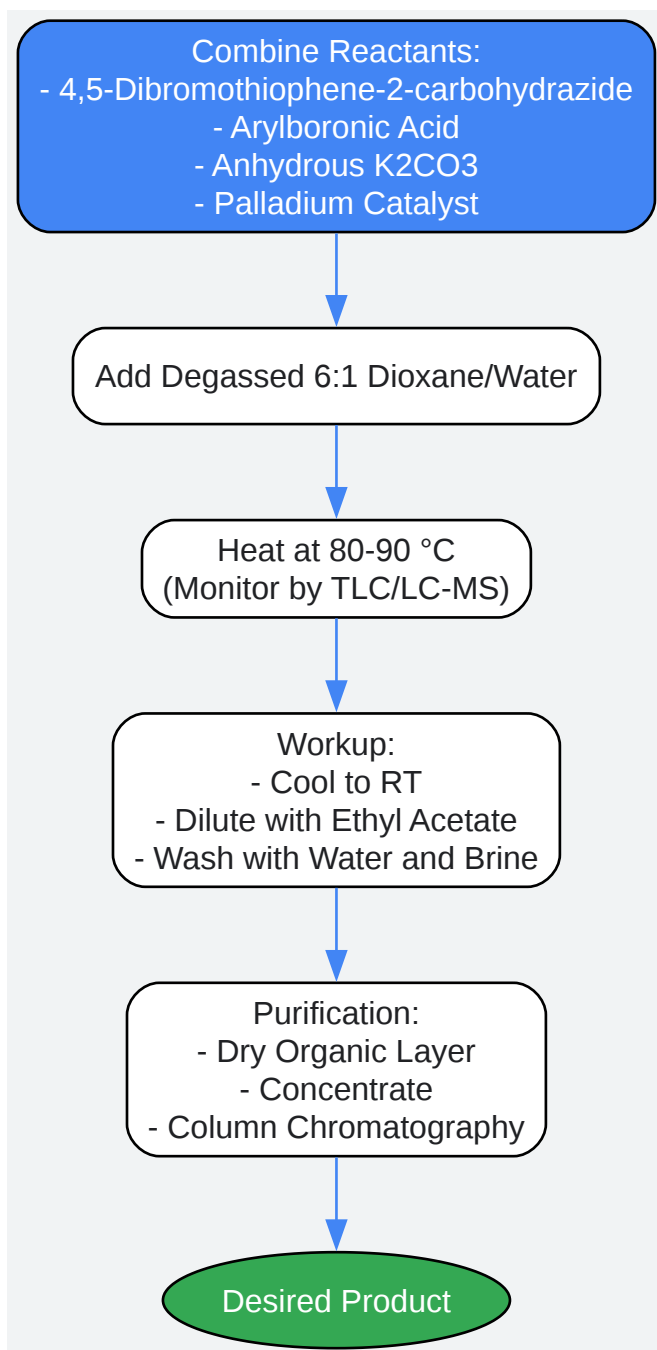 Combine Reactants:
- 4,5-Dibromothiophene-2-carbohydrazide
- Arylboronic Acid
- Anhydrous K2CO3
- Palladium Catalyst
Add Degassed 6:1 Dioxane/Water
Heat at 80-90 °C
(Monitor by TLC/LC-MS)
Workup:
- Cool to RT
- Dilute with Ethyl Acetate
- Wash with Water and Brine
Purification:
- Dry Organic Layer
- Concentrate
- Column Chromatography
Desired Product